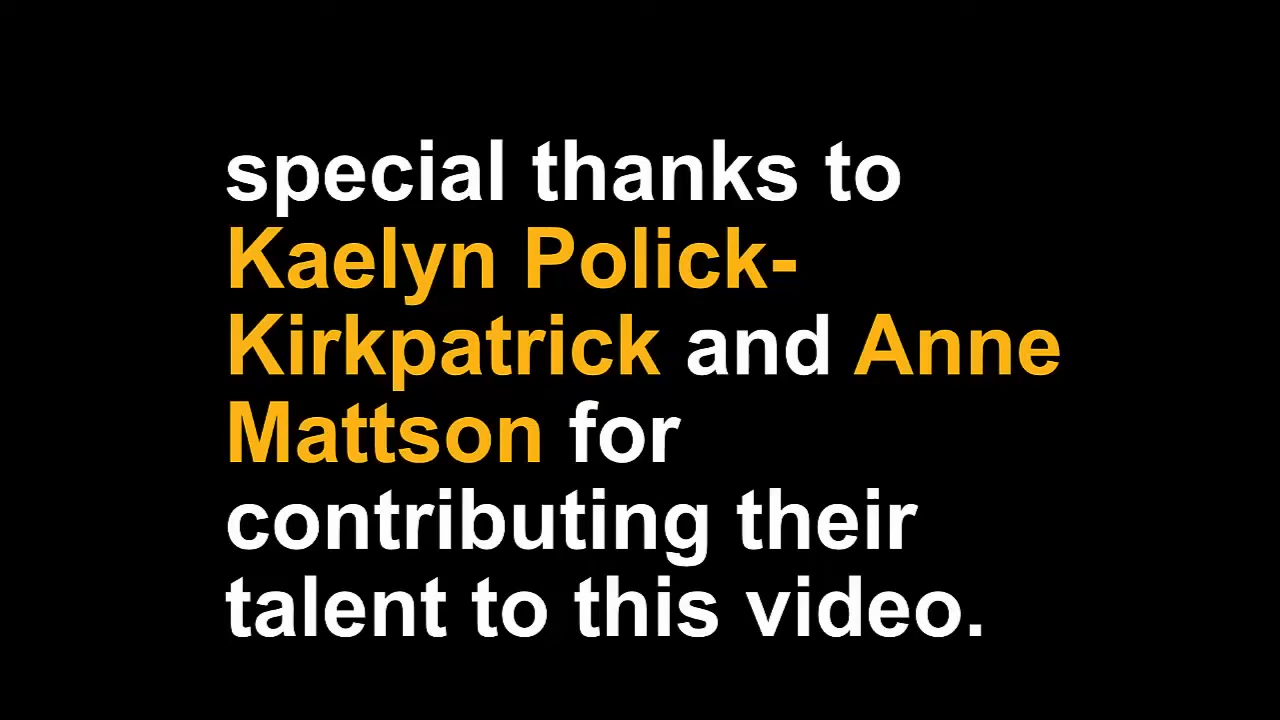 special thanks to
Kaelyn Polick-
Kirkpatrick and Anne
Mattson for
contributing their
talent to this video.